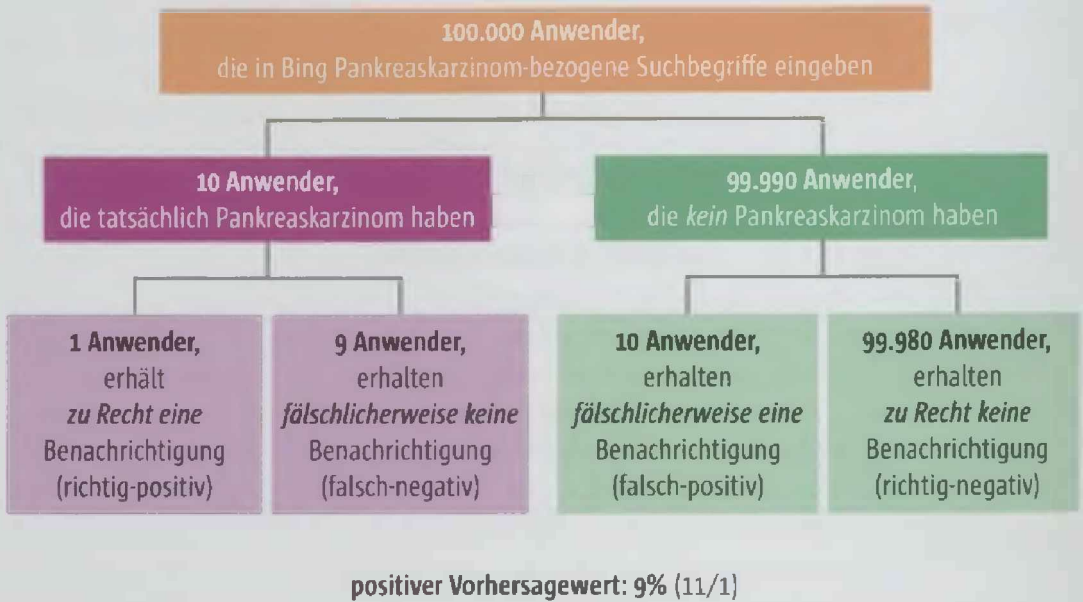 100.000 Anwender,
die in Bing Pankreaskarzinom-bezogene Suchbegriffe eingeben
10 Anwender,
die tatsächlich Pankreaskarzinom haben
99.990 Anwender,
die kein Pankreaskarzinom haben
1 Anwender,
erhält
zu Recht eine
Benachrichtigung
(richtig-positiv)
9 Anwender,
erhalten
fälschlicherweise keine
Benachrichtigung
(falsch-negativ)
10 Anwender,
erhalten
fälschlicherweise eine
Benachrichtigung
(falsch-positiv)
99.980 Anwender,
erhalten
zu Recht keine
Benachrichtigung
(richtig-negativ)
positiver Vorhersagewert: 9% (11/1)